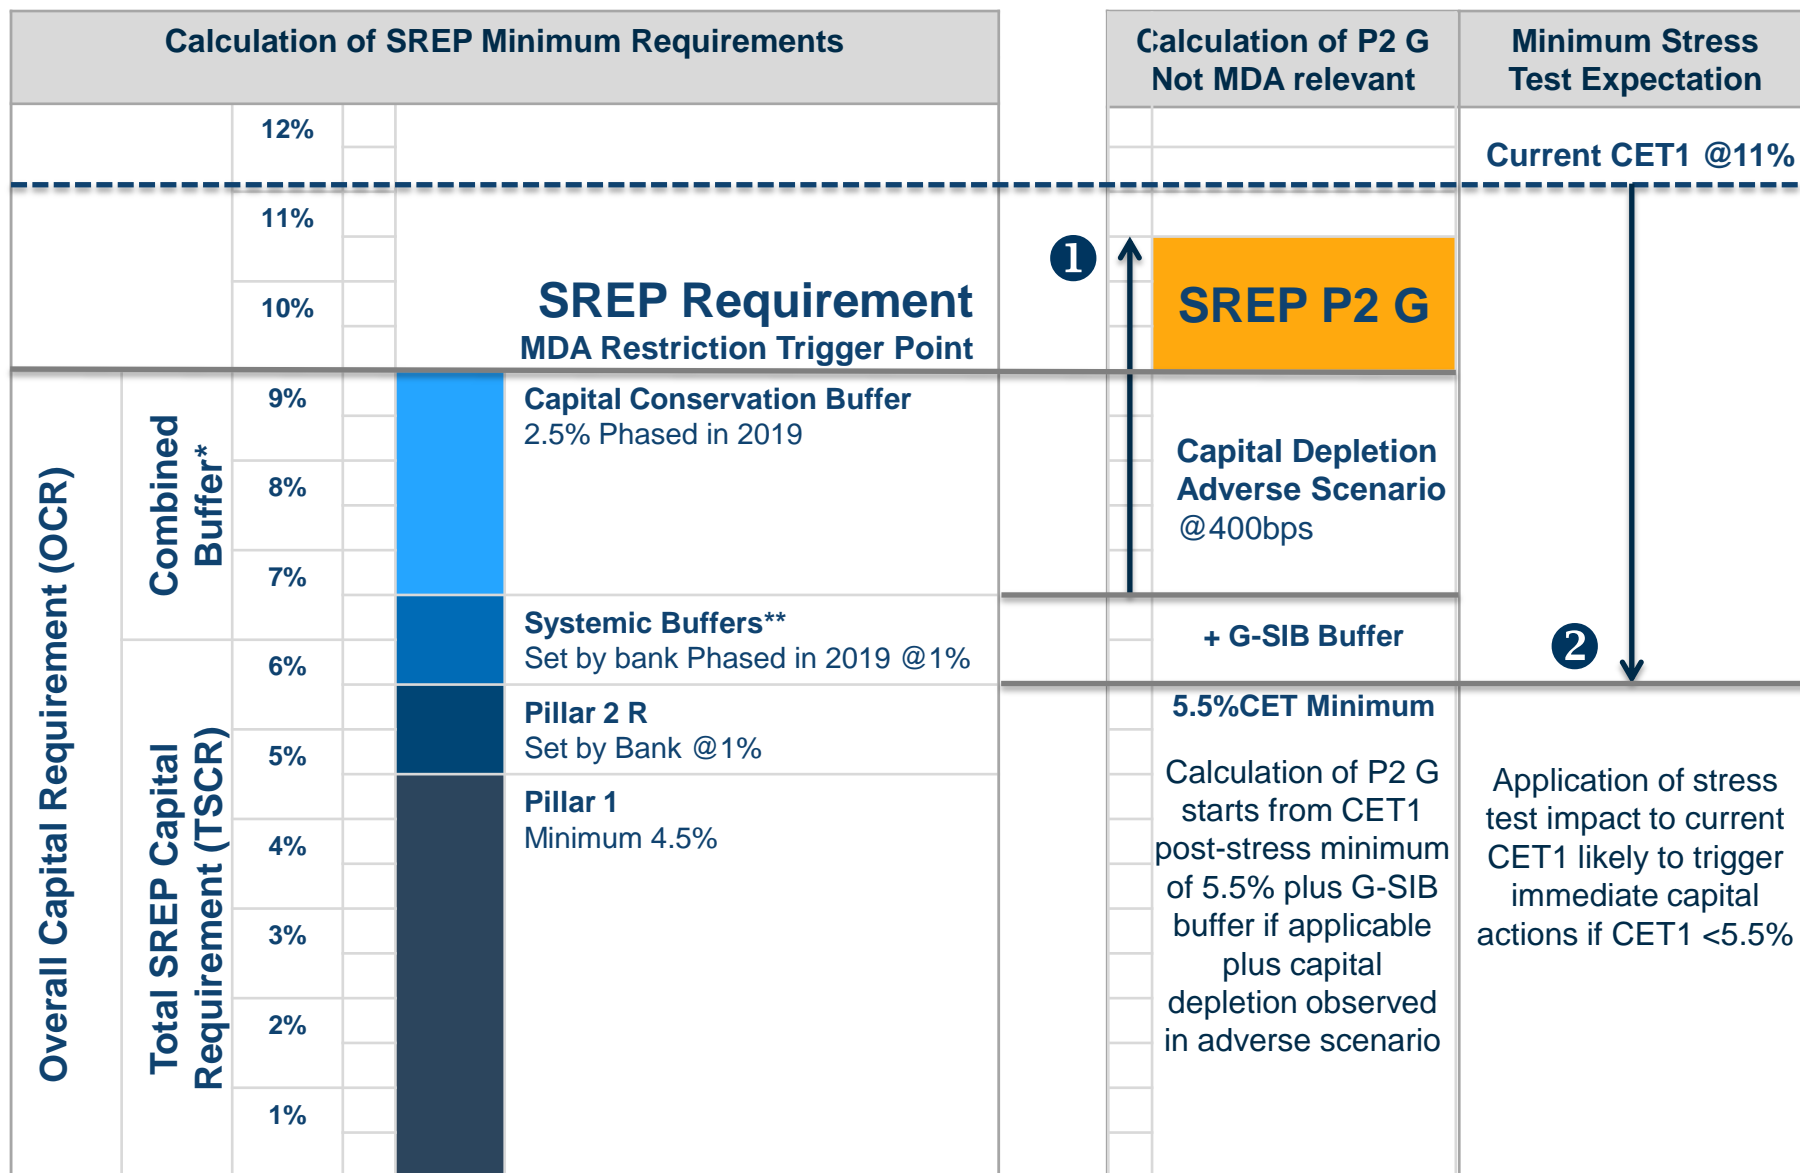 Calculation of SREP Minimum Requirements
Calculation of P2 G
Not MDA relevant
Minimum Stress
Test Expectation
12%
11%
10%
9%
8%
7%
6%
5%
4%
3%
2%
1%
Overall Capital Requirement (OCR)
Combined
Buffer*
Total SREP Capital
Requirement (TSCR)
SREP Requirement
MDA Restriction Trigger Point
Capital Conservation Buffer
2.5% Phased in 2019
Systemic Buffers**
Set by bank Phased in 2019 @1%
Pillar 2 R
Set by Bank @1%
Pillar 1
Minimum 4.5%
1
SREP P2 G
Capital Depletion
Adverse Scenario
@400bps
+ G-SIB Buffer
5.5%CET Minimum
Calculation of P2 G
starts from CET1
post-stress minimum
of 5.5% plus G-SIB
buffer if applicable
plus capital
depletion observed
in adverse scenario
Current CET1 @11%
2
Application of stress
test impact to current
CET1 likely to trigger
immediate capital
actions if CET1 <5.5%